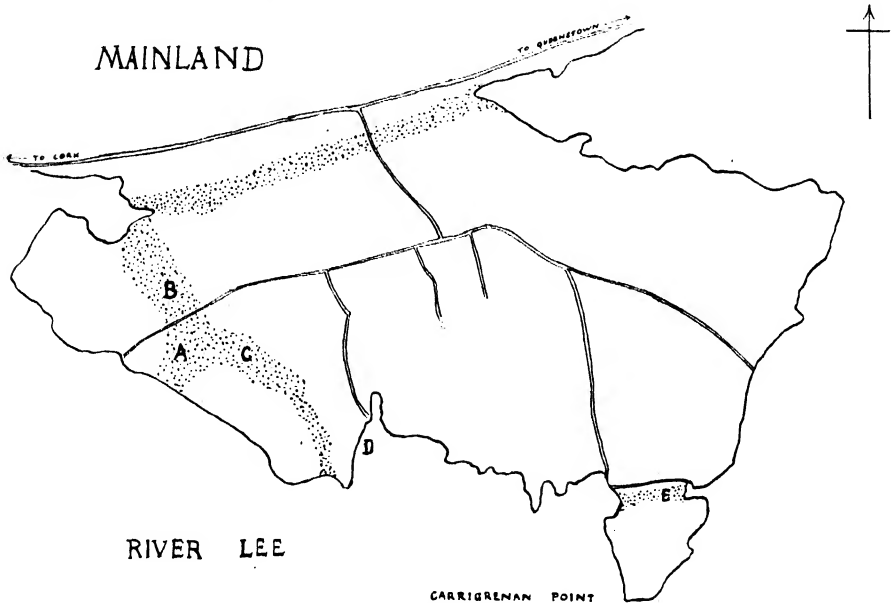 MAINLAND
TO QUEENSTOWN
TO CORK
B
A
C
D
E
RIVER LEE
CARRIGRENAN POINT